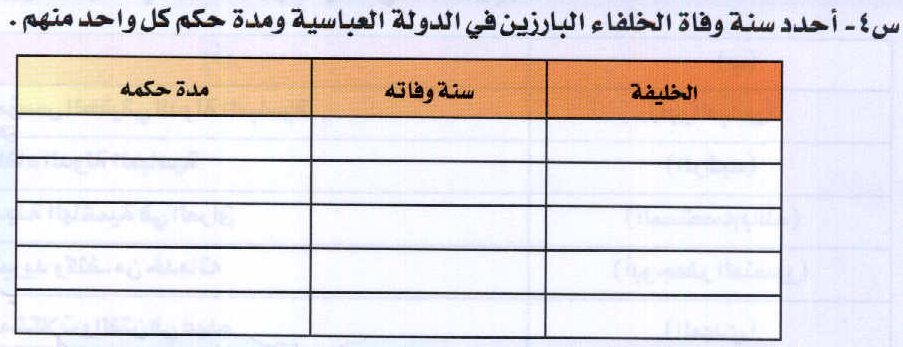 س٤- أحدد سنة وفاة الخلفاء البارزين في الدولة العباسية ومدة حكم كل واحد منهم .
الخليفة سنة وفاته مدة حكمه